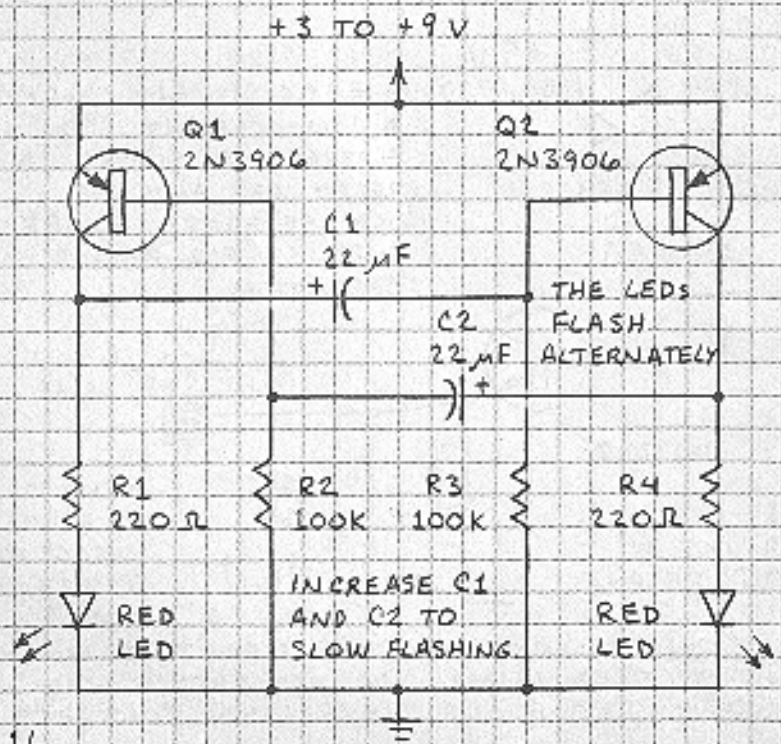 +3 TO +9 V
Q1
2N3906
Q2
2N3906
C1
22 µF
+
THE LEDs
FLASH
ALTERNATELY
C2
22 µF
+
R1
220 Ω
R2
100K
R3
100K
R4
220 Ω
INCREASE C1
AND C2 TO
SLOW FLASHING.
RED
LED
RED
LED